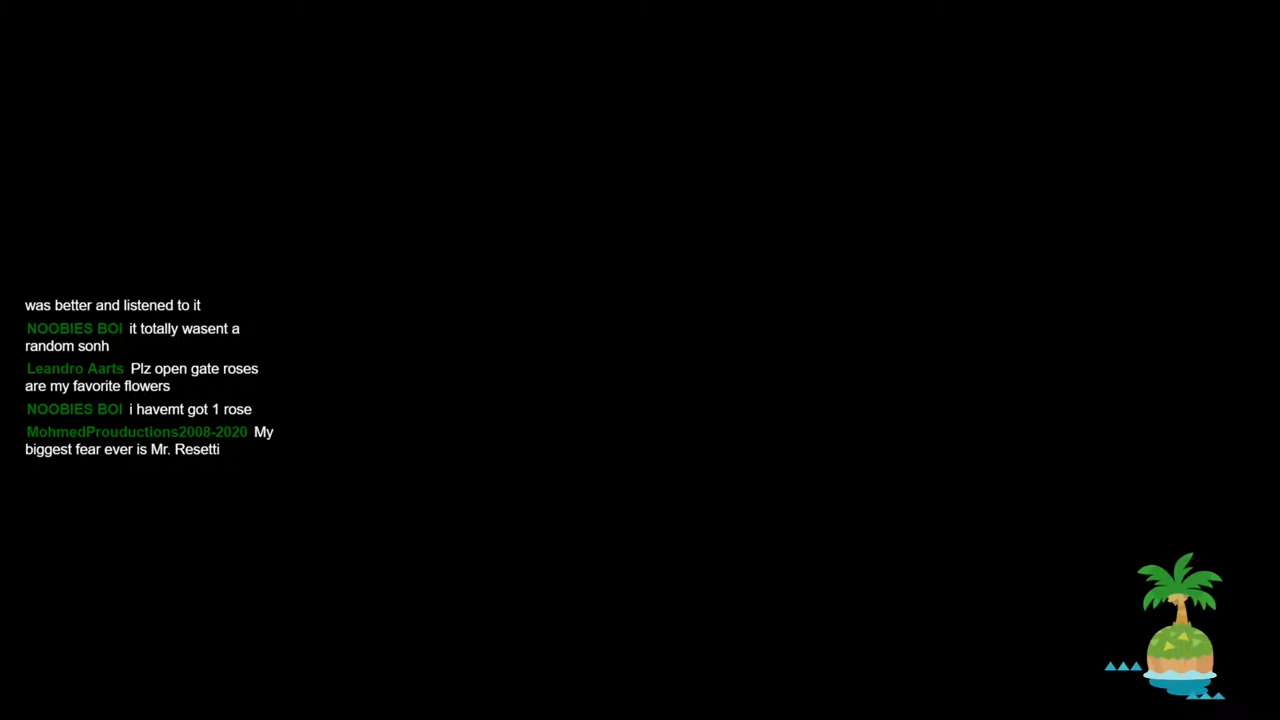 was better and listened to it
NOOBIES BOI it totally wasent a
random sonh
Leandro Aarts Plz open gate roses
are my favorite flowers
NOOBIES BOI i havemt got 1 rose
MohmedProuductions2008-2020 My
biggest fear ever is Mr. Resetti